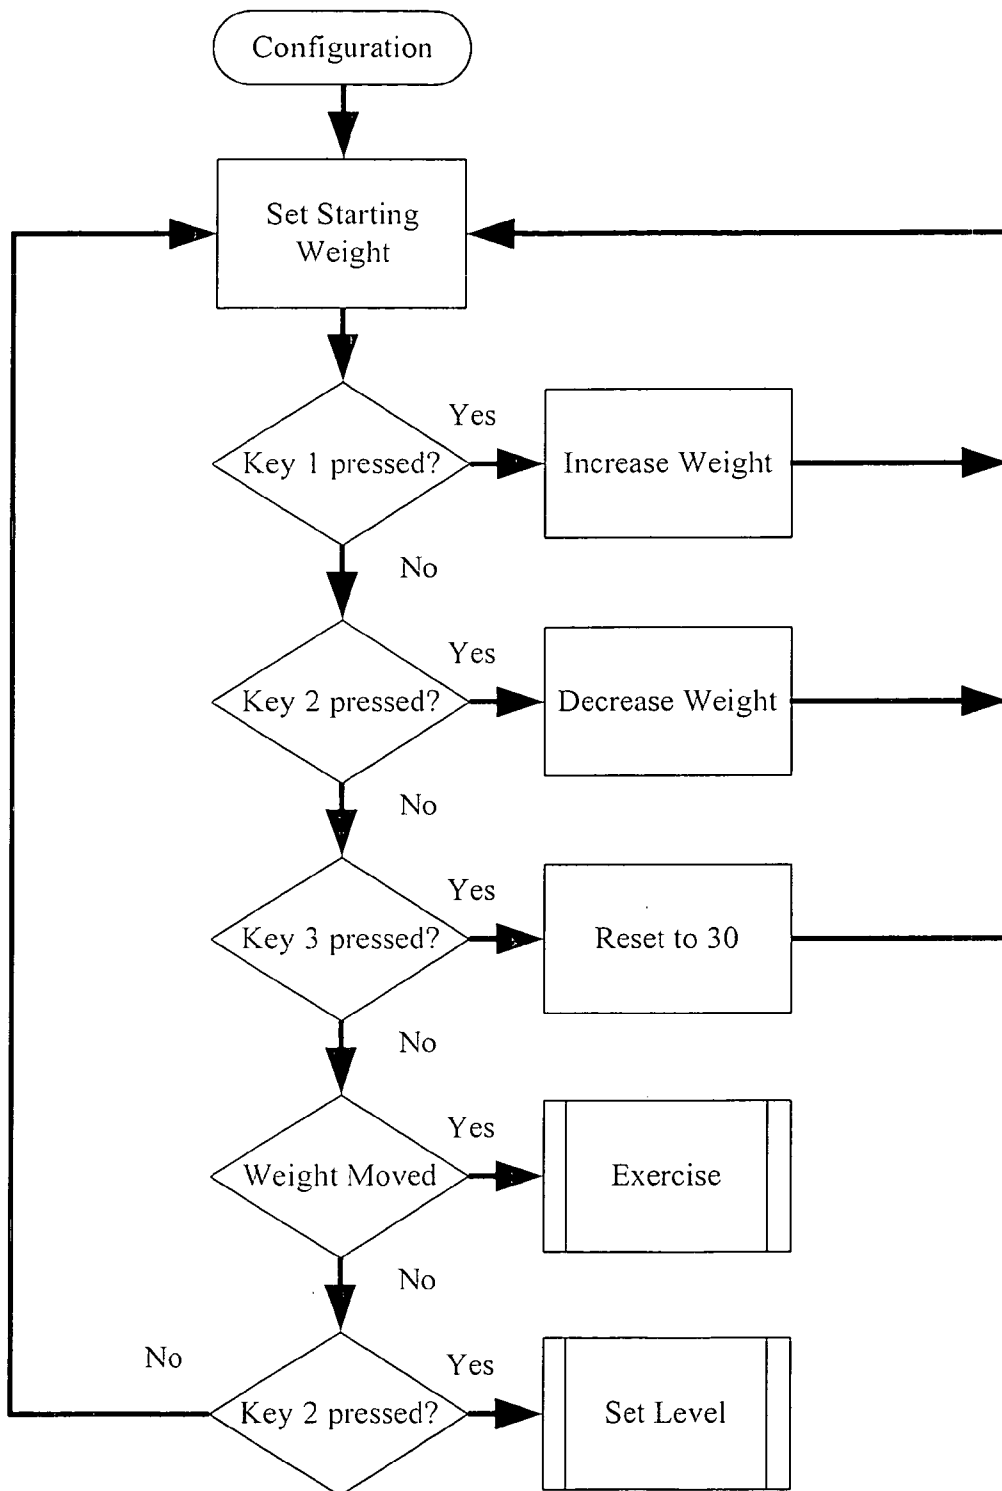 Configuration
Set Starting
Weight
Yes
Key 1 pressed?
Increase Weight
No
Yes
Key 2 pressed?
Decrease Weight
No
Yes
Key 3 pressed?
Reset to 30
No
Yes
Weight Moved
Exercise
No
No
Yes
Key 2 pressed?
Set Level